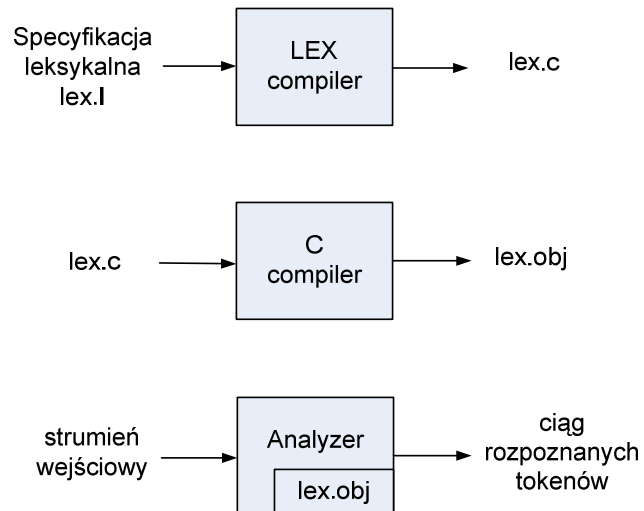 Specyfikacja
leksykalna
lex.l
LEX
compiler
lex.c
lex.c
C
compiler
lex.obj
strumień
wejściowy
Analyzer
lex.obj
ciąg
rozpoznanych
tokenów